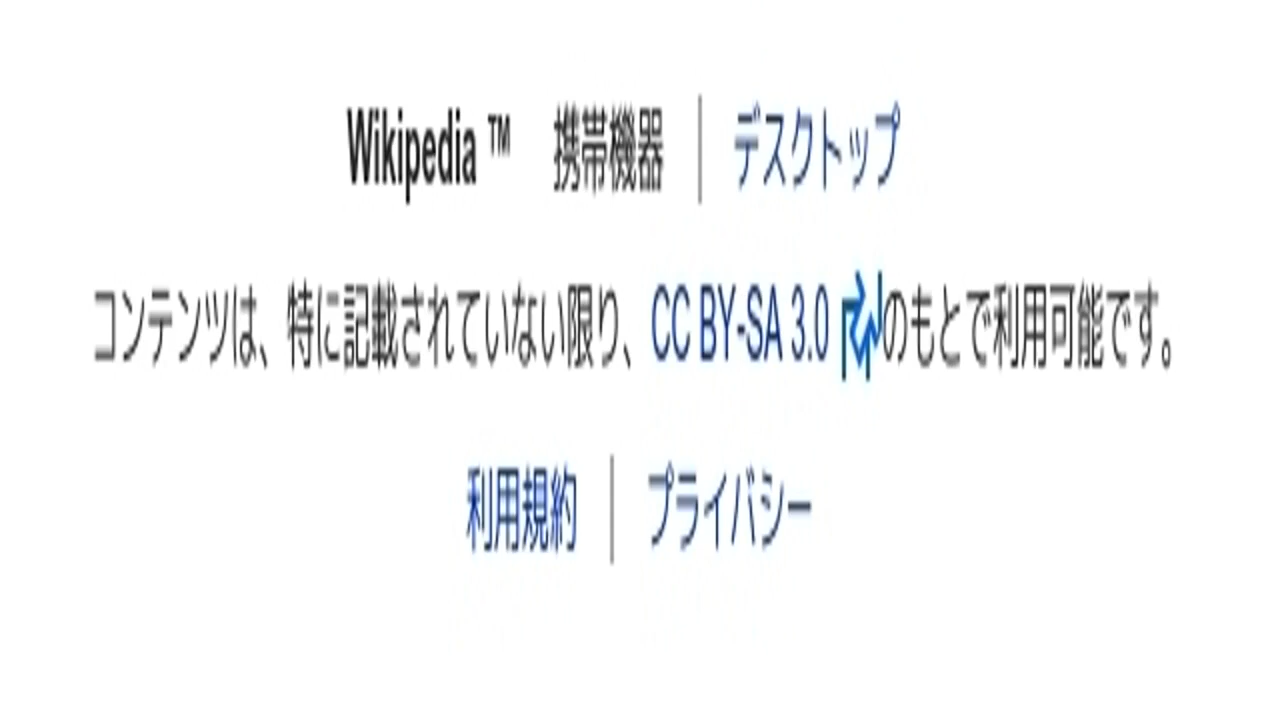 Wikipedia ™ 携帯機器 | デスクトップ
コンテンツは、特に記載されていない限り、CC BY-SA 3.0 のもとで利用可能です。
利用規約 | プライバシー